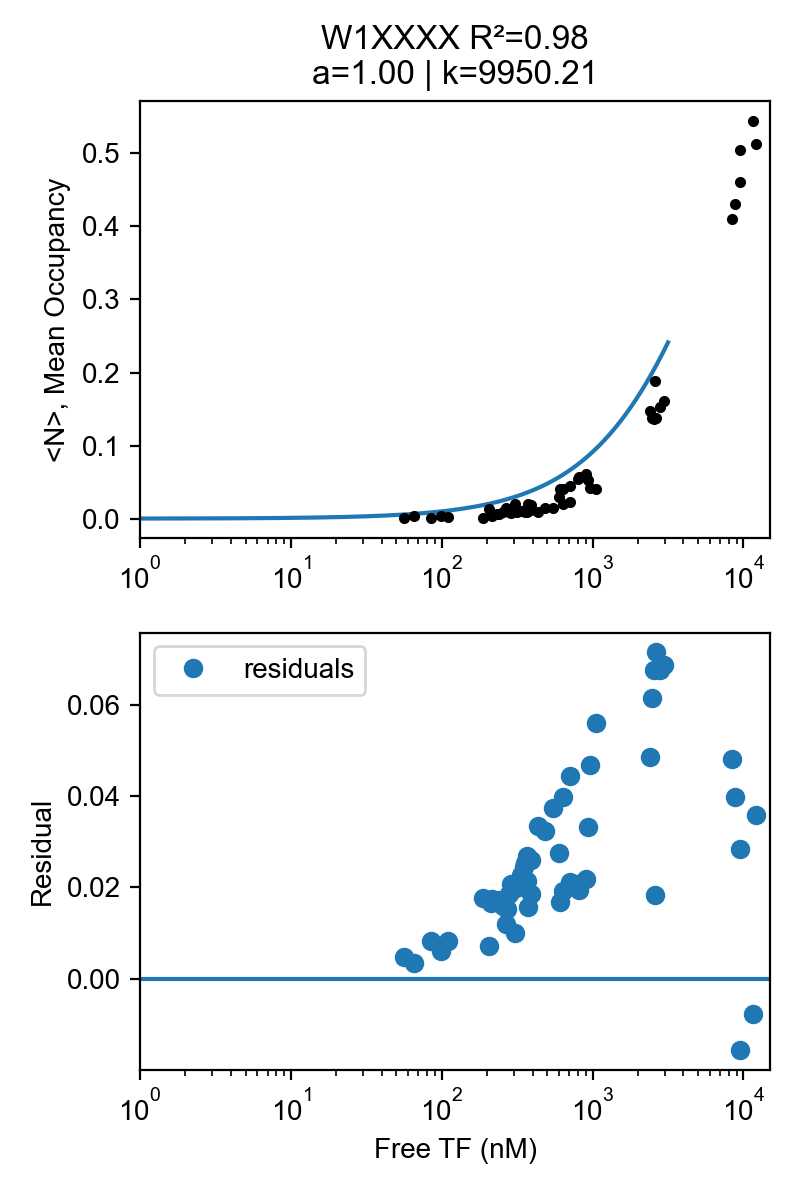 W1XXXX R²=0.98
a=1.00 | k=9950.21
<N>, Mean Occupancy
0.5
0.4
0.3
0.2
0.1
0.0
10⁰ 10¹ 10² 10³ 10⁴
residuals
Residual
0.06
0.04
0.02
0.00
10⁰ 10¹ 10² 10³ 10⁴
Free TF (nM)